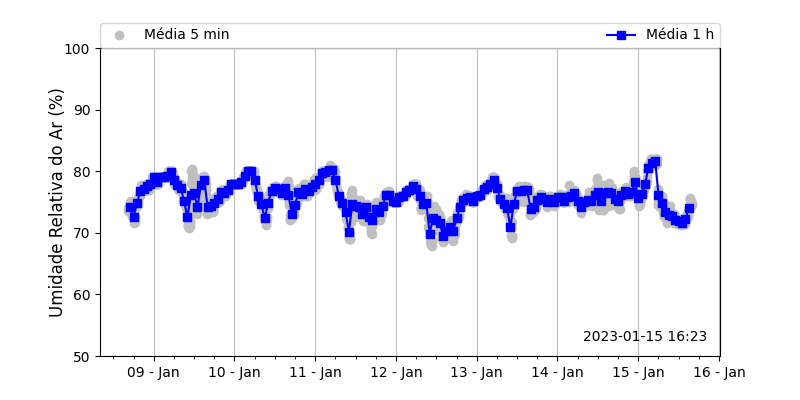 Média 5 min
Média 1 h
Umidade Relativa do Ar (%)
100
90
80
70
60
50
2023-01-15 16:23
09 - Jan
10 - Jan
11 - Jan
12 - Jan
13 - Jan
14 - Jan
15 - Jan
16 - Jan